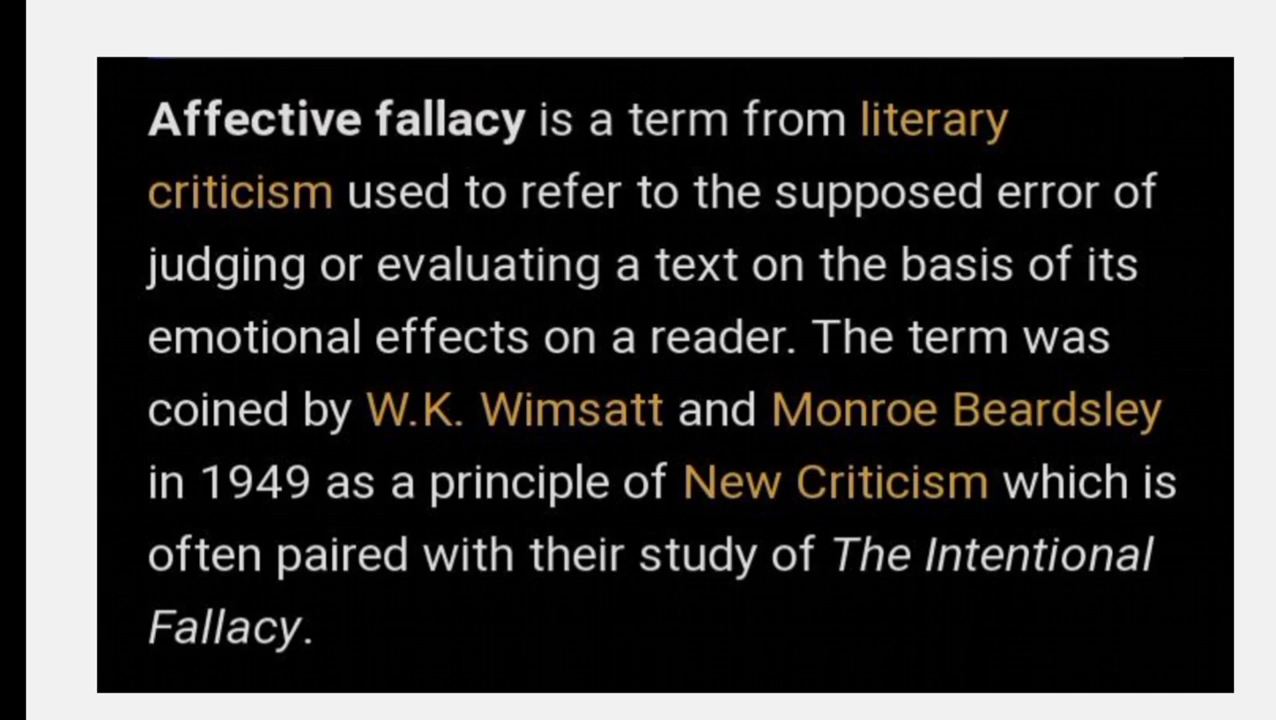 Affective fallacy is a term from literary
criticism used to refer to the supposed error of
judging or evaluating a text on the basis of its
emotional effects on a reader. The term was
coined by W.K. Wimsatt and Monroe Beardsley
in 1949 as a principle of New Criticism which is
often paired with their study of The Intentional
Fallacy.